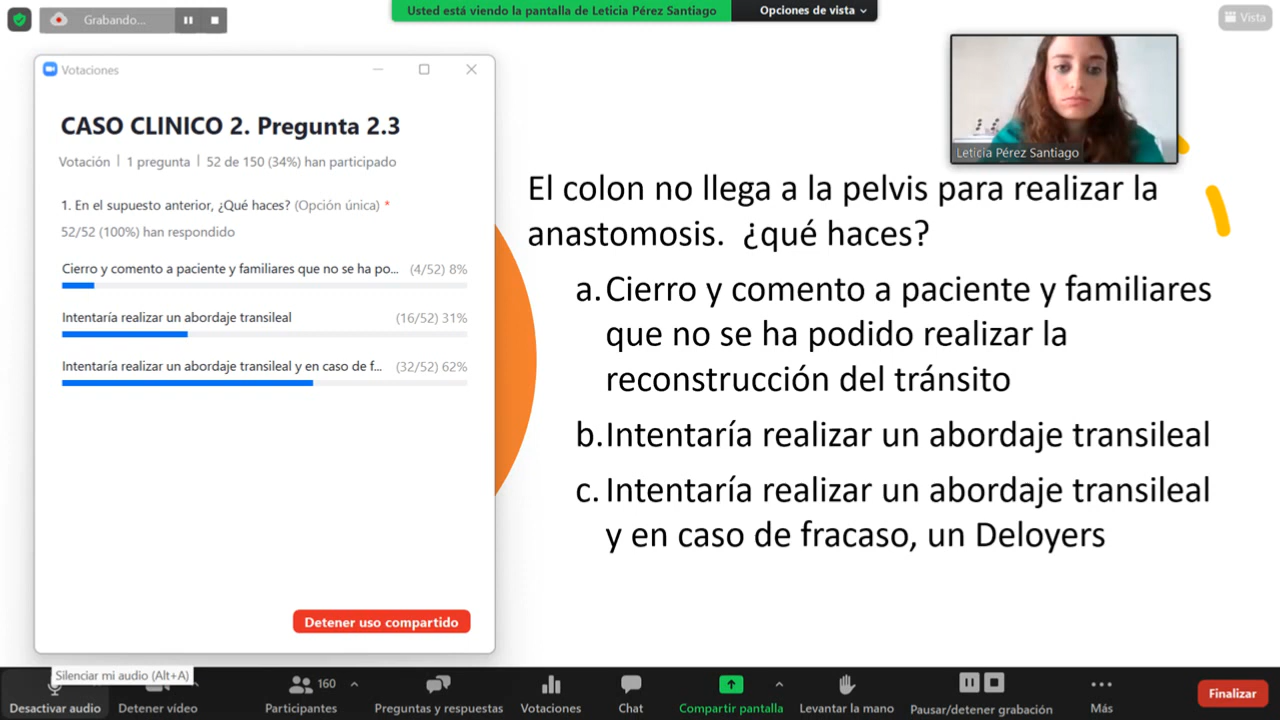 Grabando...
Usted está viendo la pantalla de Leticia Pérez Santiago
Opciones de vista
Vista
Votaciones
CASO CLINICO 2. Pregunta 2.3
Votación | 1 pregunta | 52 de 150 (34%) han participado
1. En el supuesto anterior, ¿Qué haces? (Opción única) *
52/52 (100%) han respondido
Cierro y comento a paciente y familiares que no se ha po... (4/52) 8%
Intentaría realizar un abordaje transileal (16/52) 31%
Intentaría realizar un abordaje transileal y en caso de f... (32/52) 62%
Detener uso compartido
Leticia Pérez Santiago
El colon no llega a la pelvis para realizar la
anastomosis. ¿qué haces?
a. Cierro y comento a paciente y familiares
que no se ha podido realizar la
reconstrucción del tránsito
b. Intentaría realizar un abordaje transileal
c. Intentaría realizar un abordaje transileal
y en caso de fracaso, un Deloyers
Silenciar mi audio (Alt+A)
Desactivar audio
Detener vídeo
160
Participantes
Preguntas y respuestas
Votaciones
Chat
Compartir pantalla
Levantar la mano
Pausar/detener grabación
Más
Finalizar